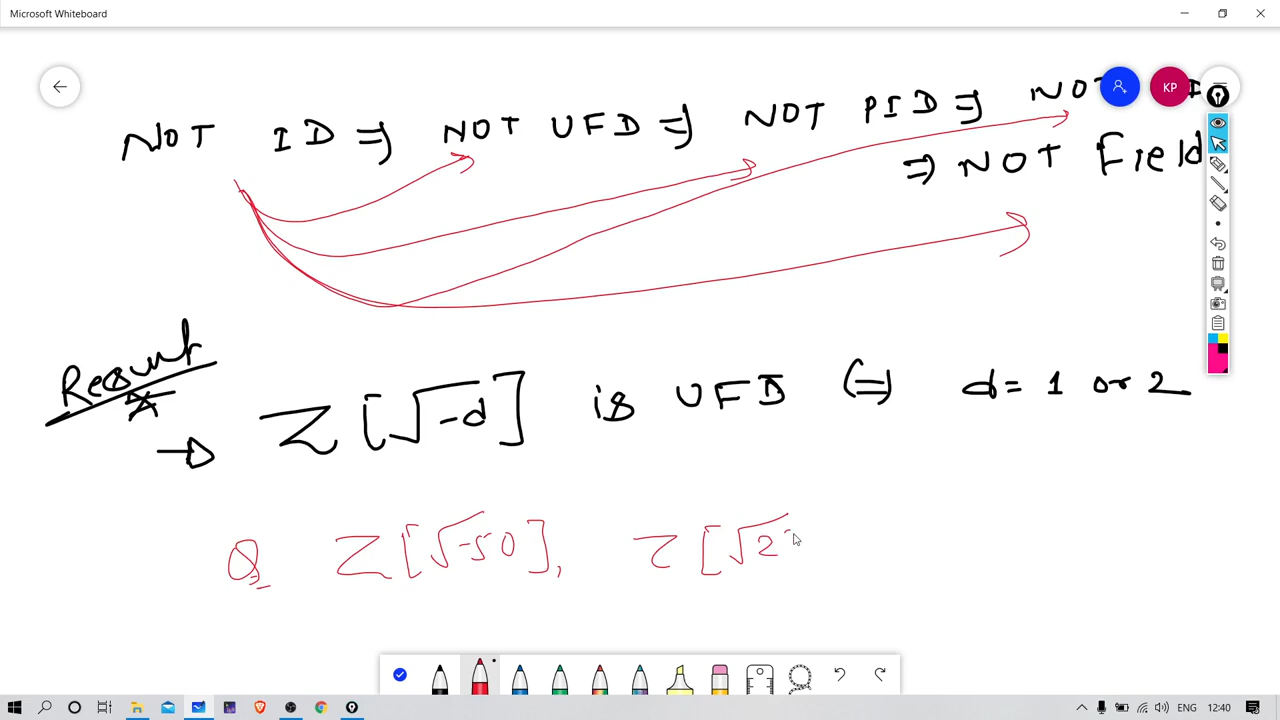 Microsoft Whiteboard
KP
NOT ID ⇒ NOT UFD ⇒ NOT PID ⇒ NOT
⇒ NOT Field
Result
→ Z[√-d] is UFD ⇔ d = 1 or 2
Q Z[√-50], Z[√2
ENG 12:40